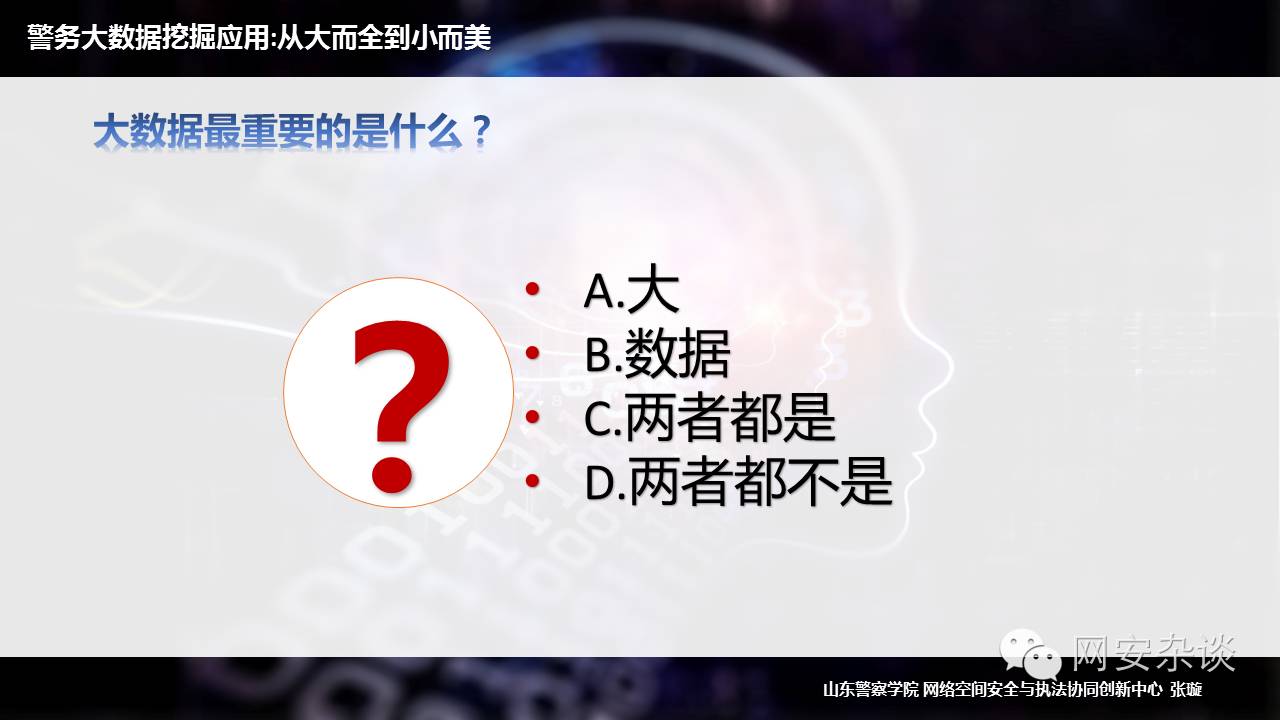 警务大数据挖掘应用:从大而全到小而美
大数据最重要的是什么？
?
• A.大
• B.数据
• C.两者都是
• D.两者都不是
网安杂谈
山东警察学院 网络空间安全与执法协同创新中心 张璇